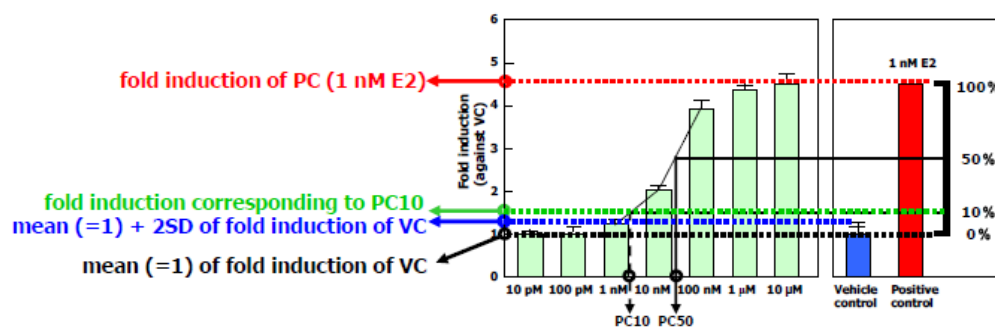 6
5
4
3
2
1
0
Fold induction
(against VC)
fold induction of PC (1 nM E2)
fold induction corresponding to PC10
mean (=1) + 2SD of fold induction of VC
mean (=1) of fold induction of VC
1 nM E2
100%
50%
10%
0%
10 pM 100 pM 1 nM 10 nM 100 nM 1 μM 10 μM
Vehicle
control
Positive
control
PC10 PC50